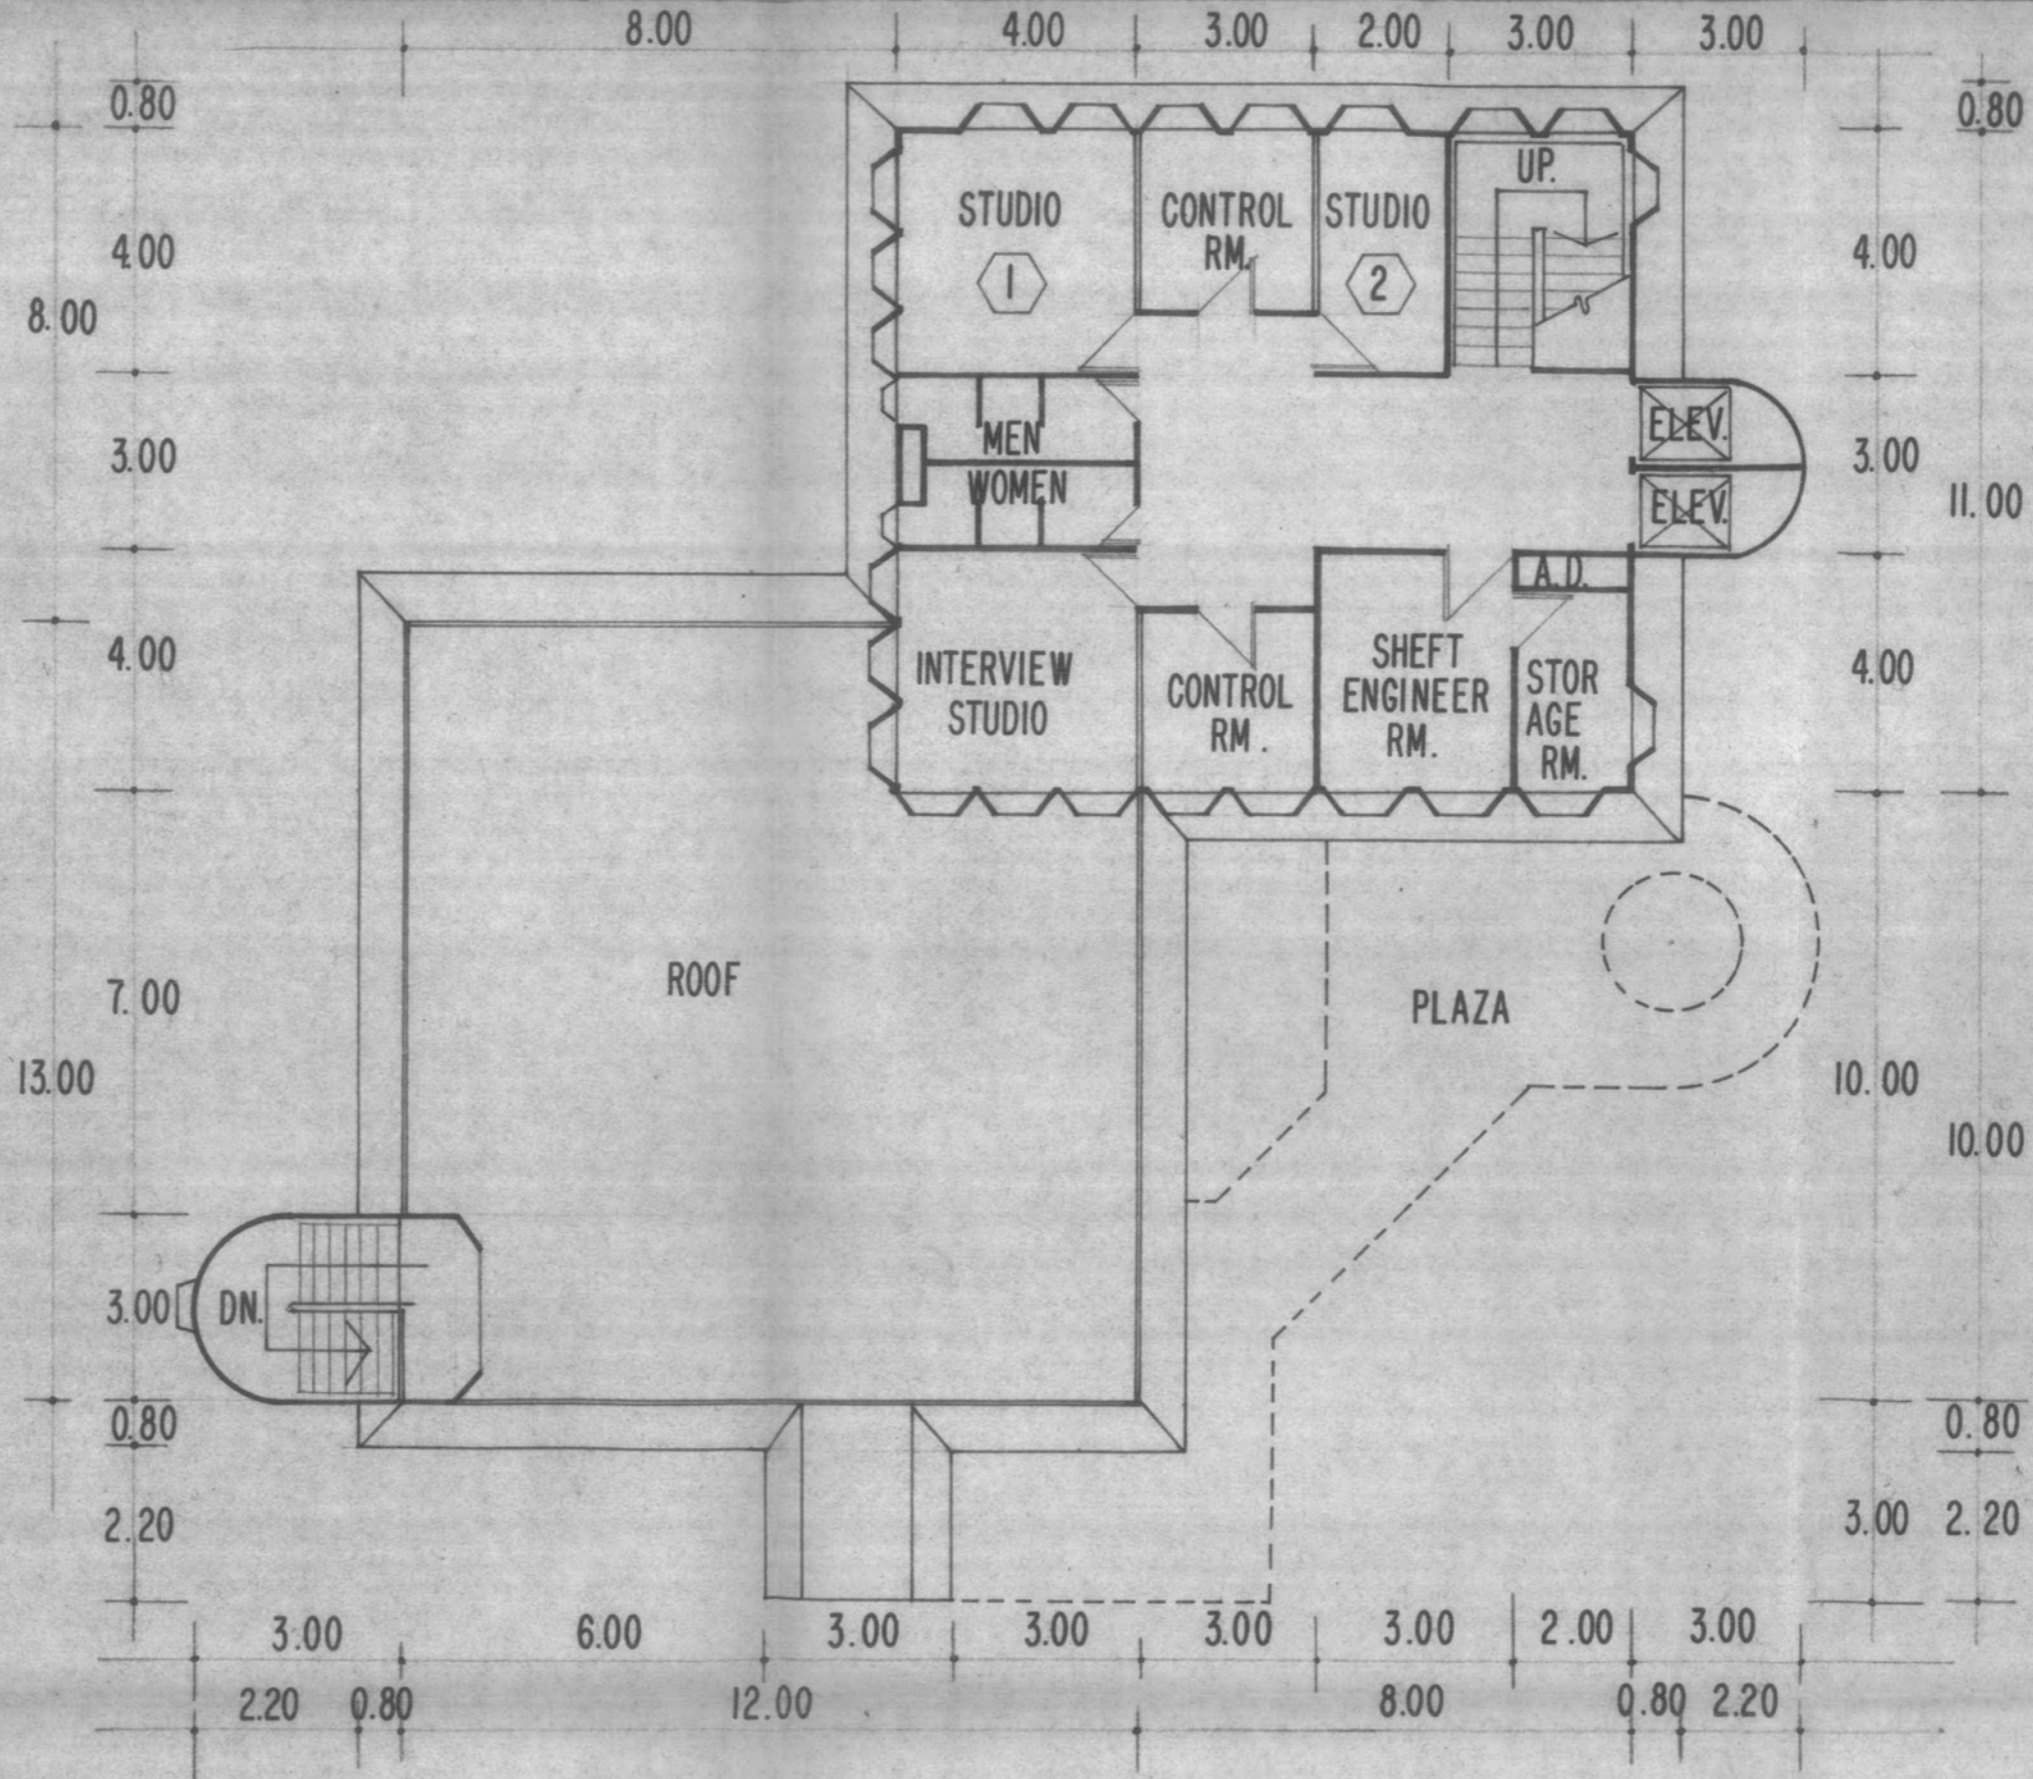 8.00 4.00 3.00 2.00 3.00 3.00
0.80
0.80
4.00
4.00
8.00
3.00
3.00
11.00
4.00
4.00
7.00
13.00
10.00
10.00
3.00
0.80
0.80
2.20
3.00 2.20
STUDIO
1
CONTROL
RM.
STUDIO
2
UP.
MEN
WOMEN
ELEV.
ELEV.
A.D.
INTERVIEW
STUDIO
CONTROL
RM.
SHEFT
ENGINEER
RM.
STOR
AGE
RM.
ROOF
PLAZA
DN.
3.00 6.00 3.00 3.00 3.00 3.00 2.00 3.00
2.20 0.80 12.00 8.00 0.80 2.20